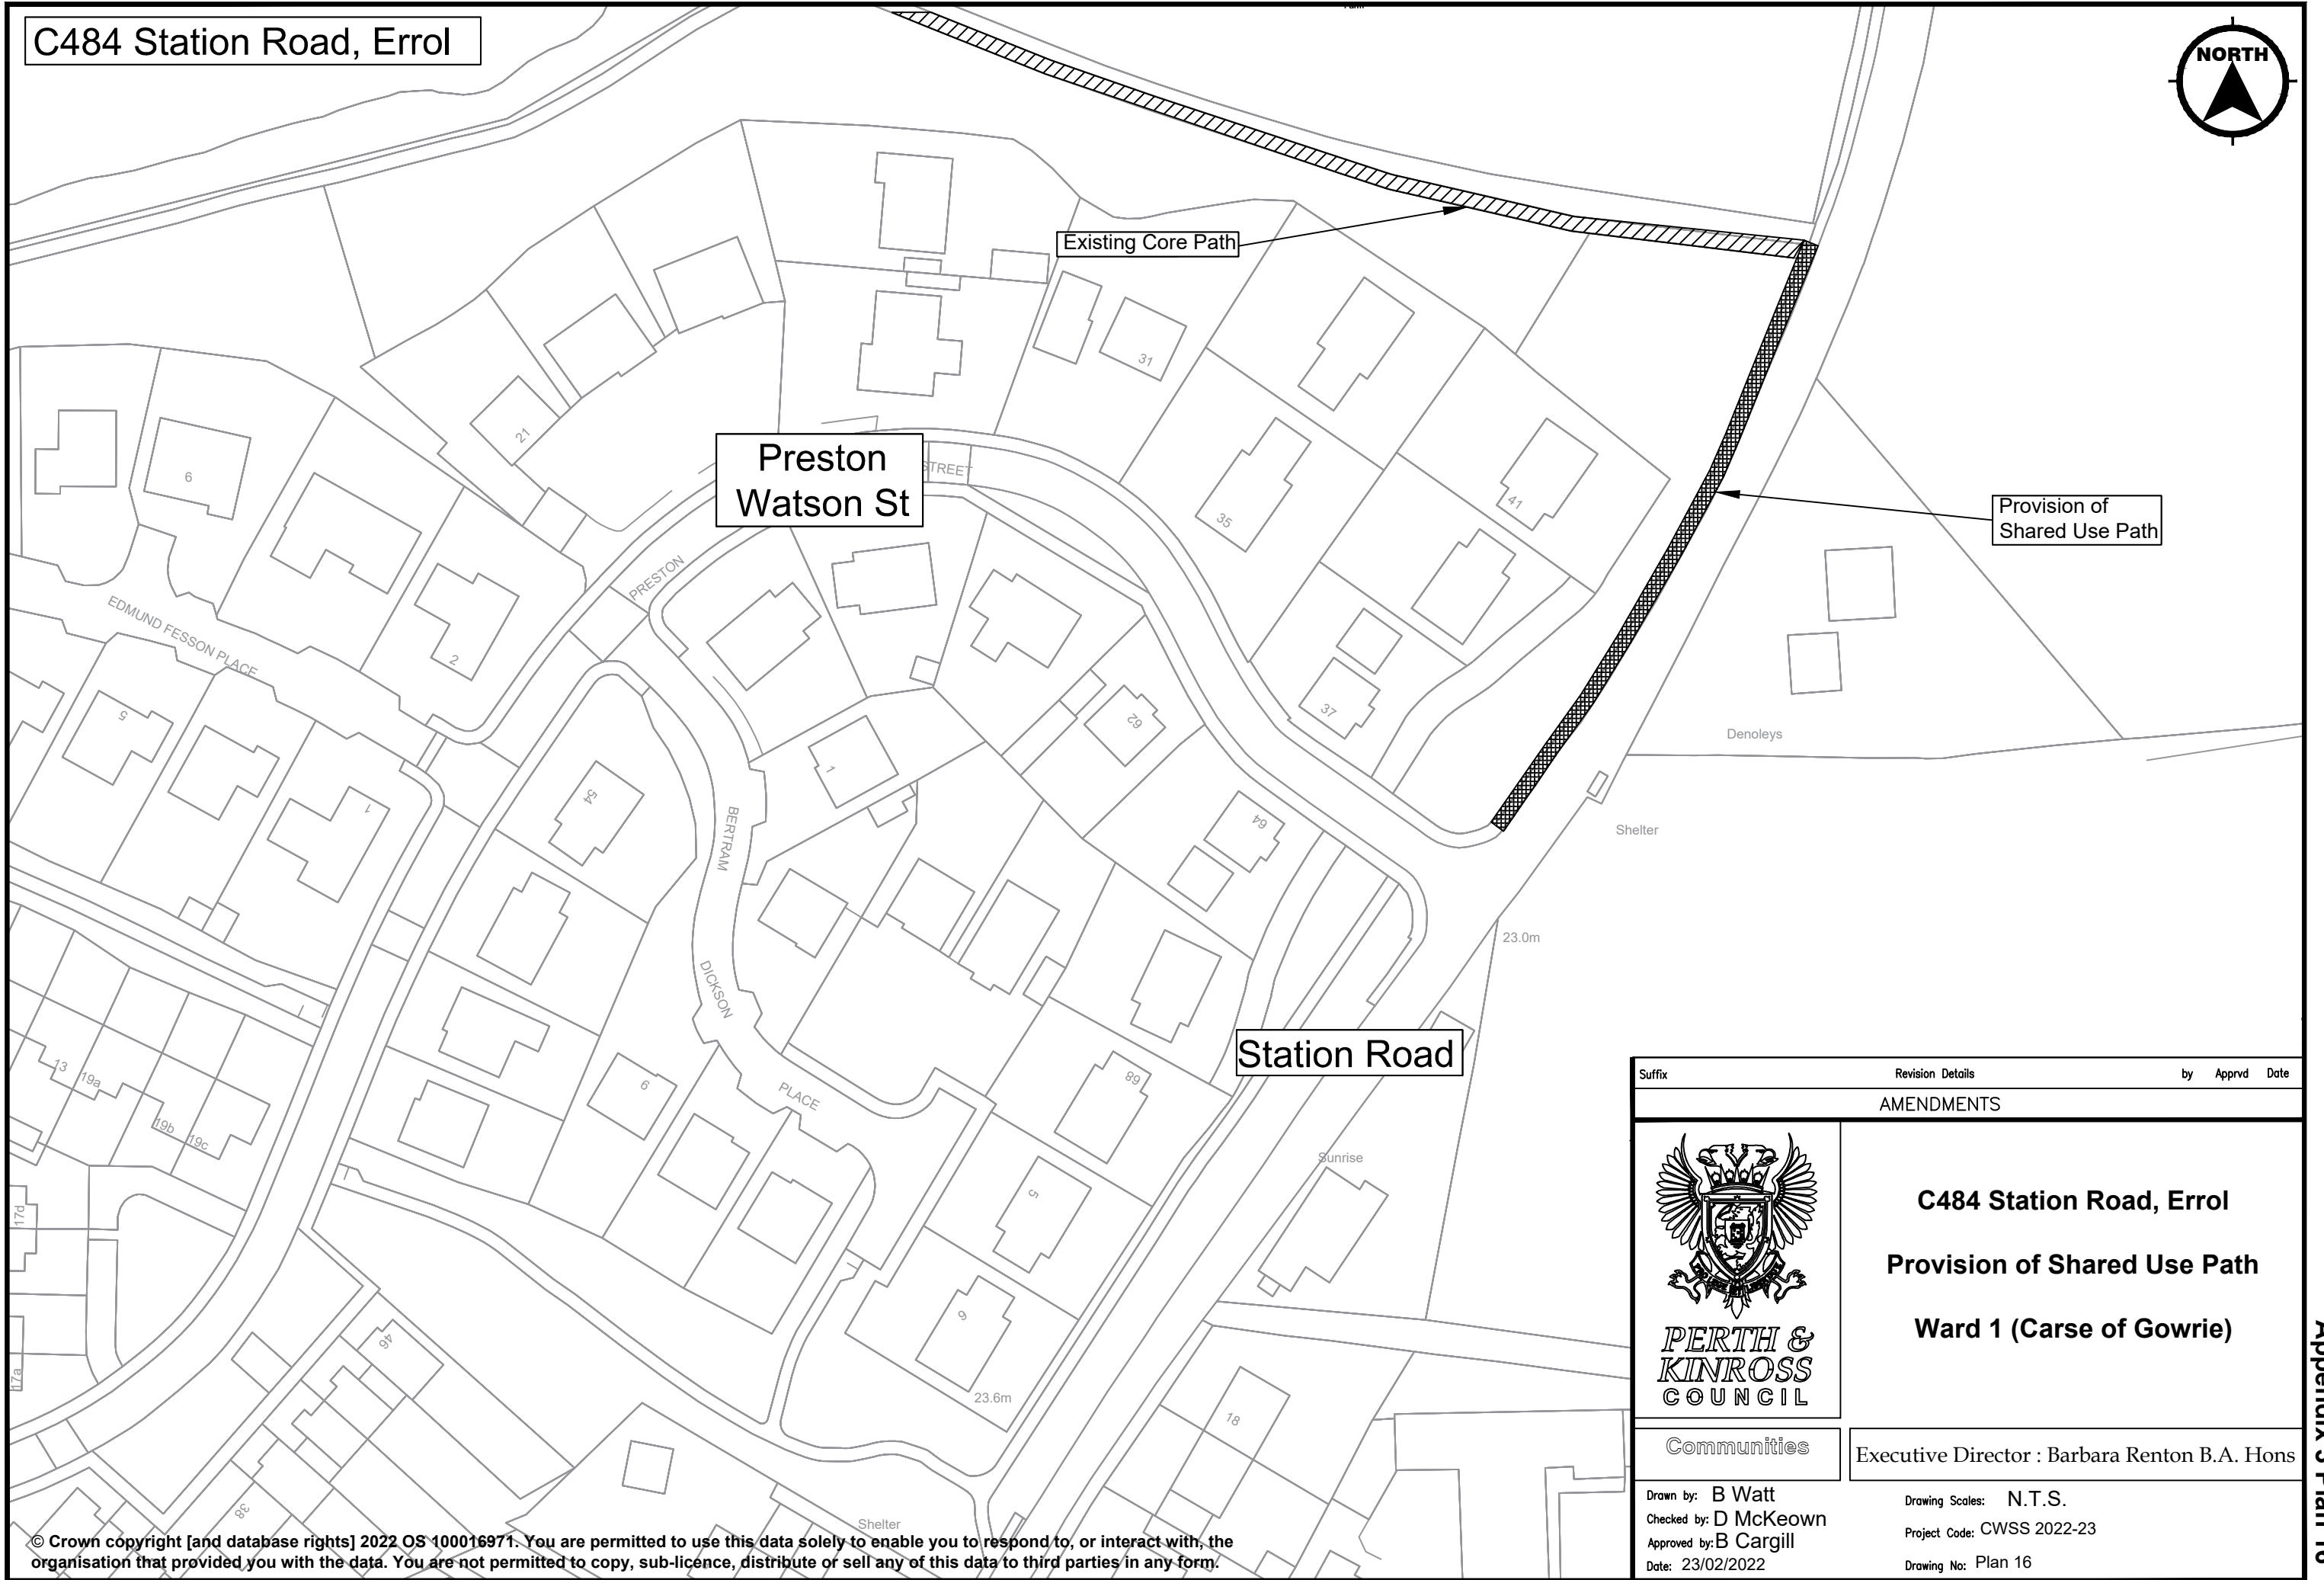 C484 Station Road, Errol
NORTH
Existing Core Path
31
21
Preston
Watson St
STREET
6
41
35
Provision of
Shared Use Path
PRESTON
EDMUND FESSON PLACE
2
37
62
5
Denoleys
1
54
1
BERTRAM
64
Shelter
23.0m
DICKSON
Station Road
13
19a
6
68
PLACE
19b
19c
Sunrise
5
17d
6
46
17a
23.6m
18
38
Shelter
© Crown copyright [and database rights] 2022 OS 100016971. You are permitted to use this data solely to enable you to respond to, or interact with, the
organisation that provided you with the data. You are not permitted to copy, sub-licence, distribute or sell any of this data to third parties in any form.
Suffix Revision Details by Apprvd Date
AMENDMENTS
PERTH &
KINROSS
COUNCIL
C484 Station Road, Errol
Provision of Shared Use Path
Ward 1 (Carse of Gowrie)
Communities
Executive Director : Barbara Renton B.A. Hons
Drawn by: B Watt
Checked by: D McKeown
Approved by: B Cargill
Date: 23/02/2022
Drawing Scales: N.T.S.
Project Code: CWSS 2022-23
Drawing No: Plan 16